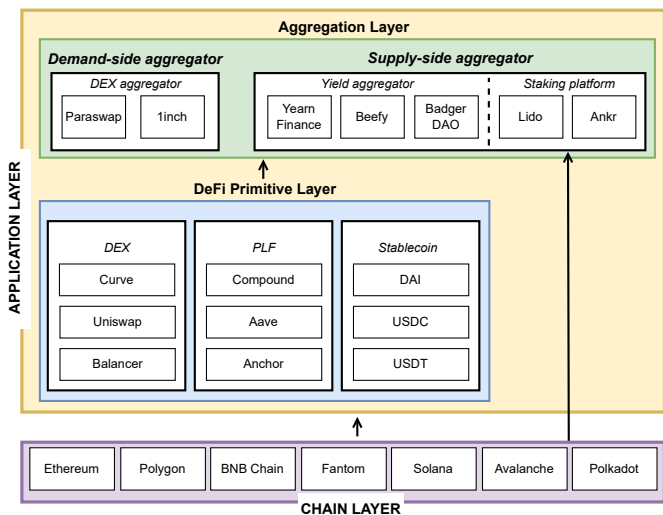 Aggregation Layer
Demand-side aggregator
Supply-side aggregator
DEX aggregator
Paraswap
1inch
Yield aggregator
Yearn
Finance
Beefy
Badger
DAO
Staking platform
Lido
Ankr
APPLICATION LAYER
DeFi Primitive Layer
DEX
Curve
Uniswap
Balancer
PLF
Compound
Aave
Anchor
Stablecoin
DAI
USDC
USDT
Ethereum
Polygon
BNB Chain
Fantom
Solana
Avalanche
Polkadot
CHAIN LAYER